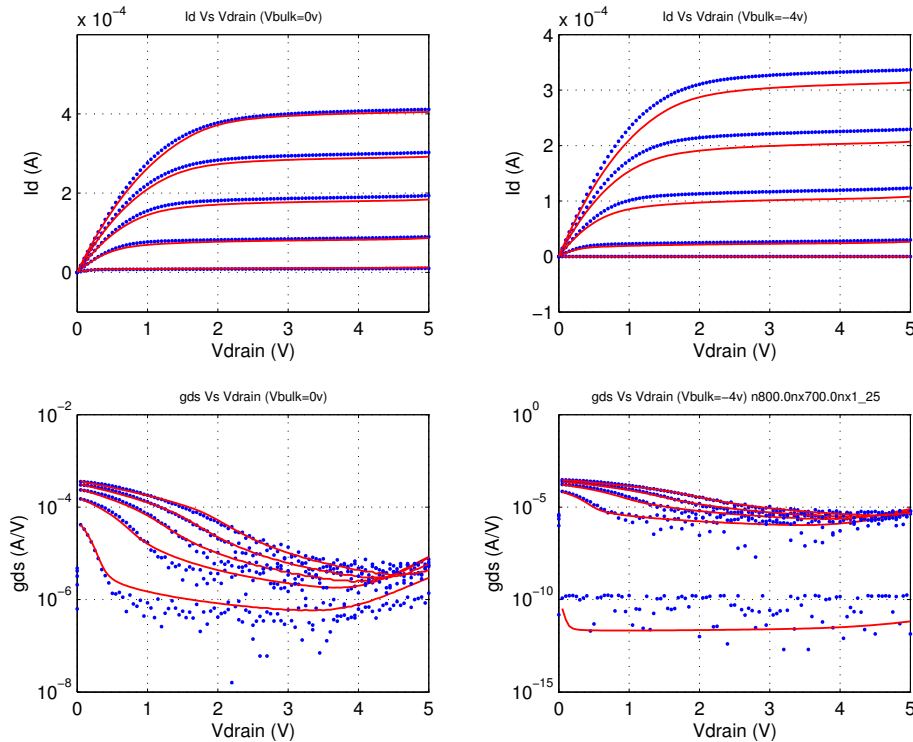 Id Vs Vdrain (Vbulk=0v)
x 10^-4
4
2
0
0 1 2 3 4 5
Id (A)
Vdrain (V)
Id Vs Vdrain (Vbulk=−4v)
x 10^-4
4
3
2
1
0
−1
0 1 2 3 4 5
Id (A)
Vdrain (V)
gds Vs Vdrain (Vbulk=0v)
10^-2
10^-4
10^-6
10^-8
0 1 2 3 4 5
gds (A/V)
Vdrain (V)
gds Vs Vdrain (Vbulk=−4v) n800.0nx700.0nx1_25
10^0
10^-5
10^-10
10^-15
0 1 2 3 4 5
gds (A/V)
Vdrain (V)